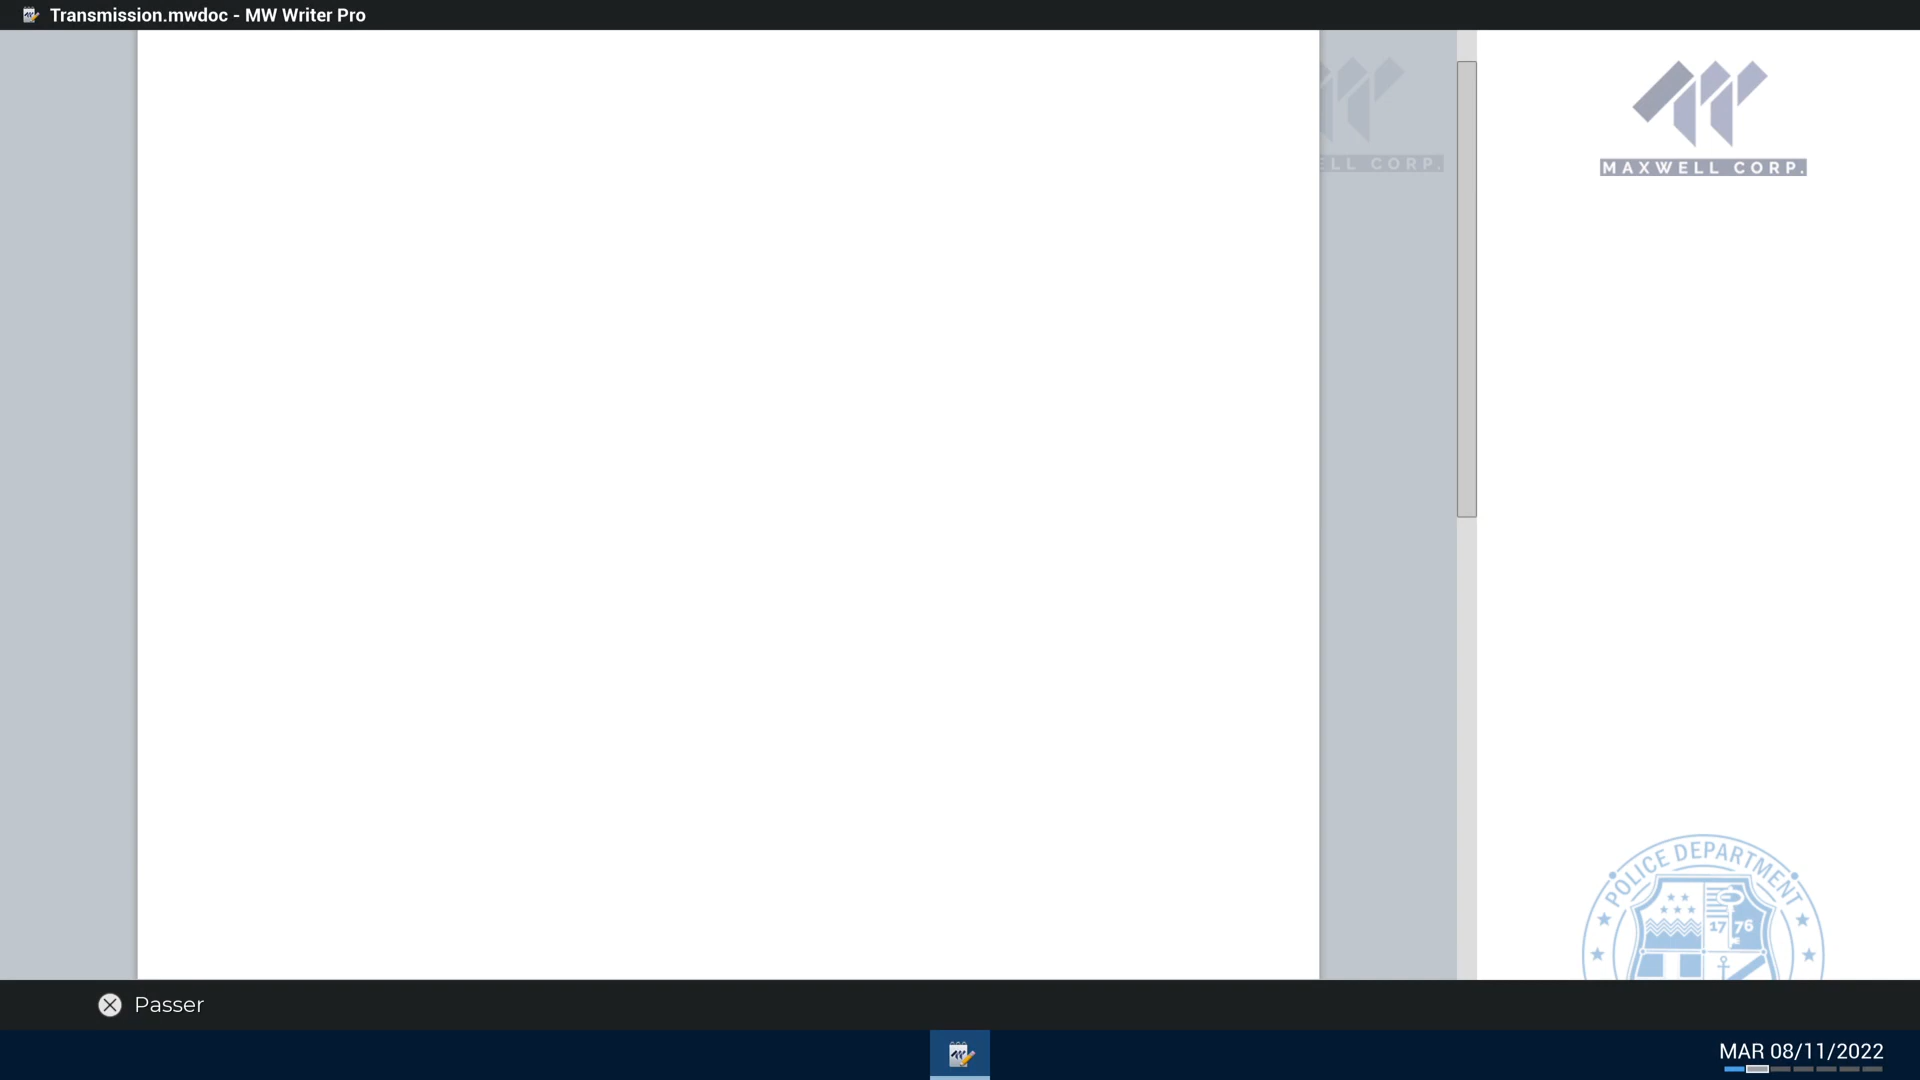 Transmission.mwdoc - MW Writer Pro
MAXWELL CORP.
ELL CORP.
POLICE DEPARTMENT
17 76
Passer
MAR 08/11/2022